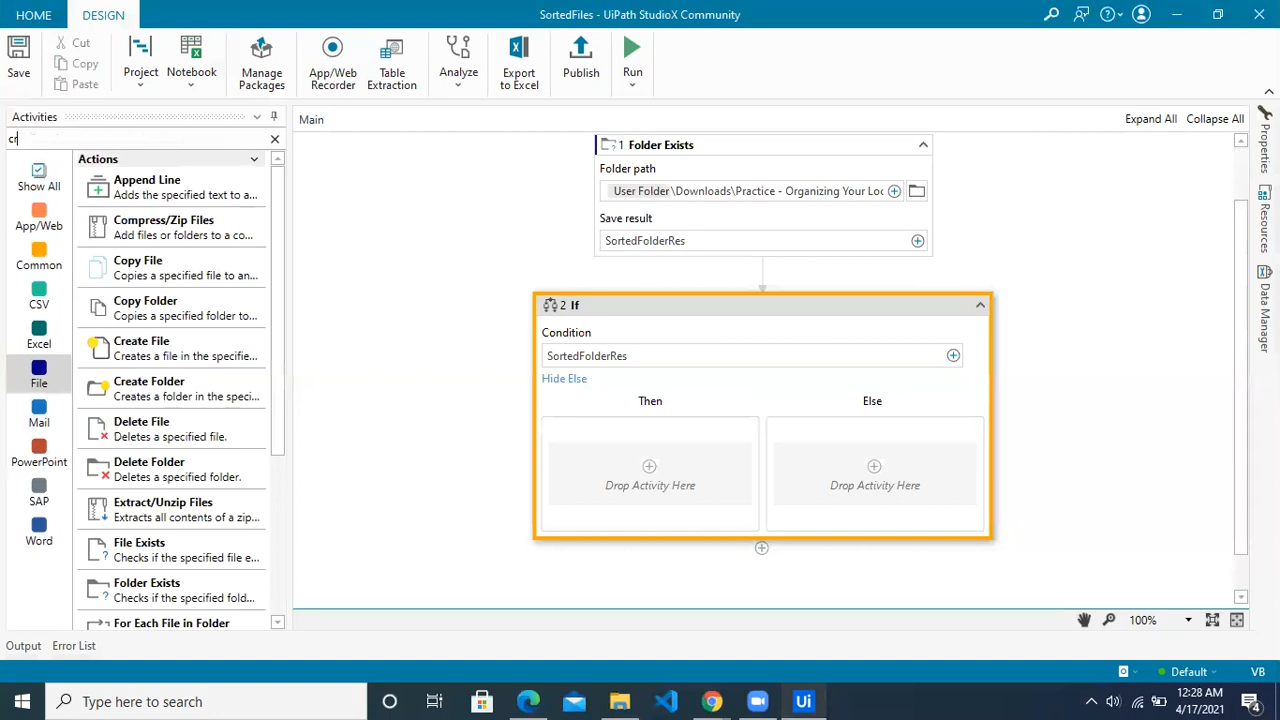 HOME
DESIGN
SortedFiles - UiPath StudioX Community
Save
Cut
Copy
Paste
Project
Notebook
Manage
Packages
App/Web
Recorder
Table
Extraction
Analyze
Export
to Excel
Publish
Run
Activities
cr
Show All
App/Web
Common
CSV
Excel
File
Mail
PowerPoint
SAP
Word
Actions
Append Line
Adds the specified text to a...
Compress/Zip Files
Add files or folders to a co...
Copy File
Copies a specified file to an...
Copy Folder
Copies a specified folder to...
Create File
Creates a file in the specifie...
Create Folder
Creates a folder in the speci...
Delete File
Deletes a specified file.
Delete Folder
Deletes a specified folder.
Extract/Unzip Files
Extracts all contents of a zip...
File Exists
Checks if the specified file e...
Folder Exists
Checks if the specified fold...
For Each File in Folder
Main
Expand All
Collapse All
1 Folder Exists
Folder path
User Folder\Downloads\Practice - Organizing Your Loc
Save result
SortedFolderRes
2 If
Condition
SortedFolderRes
Hide Else
Then
Else
Drop Activity Here
Drop Activity Here
Properties
Resources
Data Manager
100%
Output
Error List
Default
VB
Type here to search
Ui
12:28 AM
4/17/2021
4